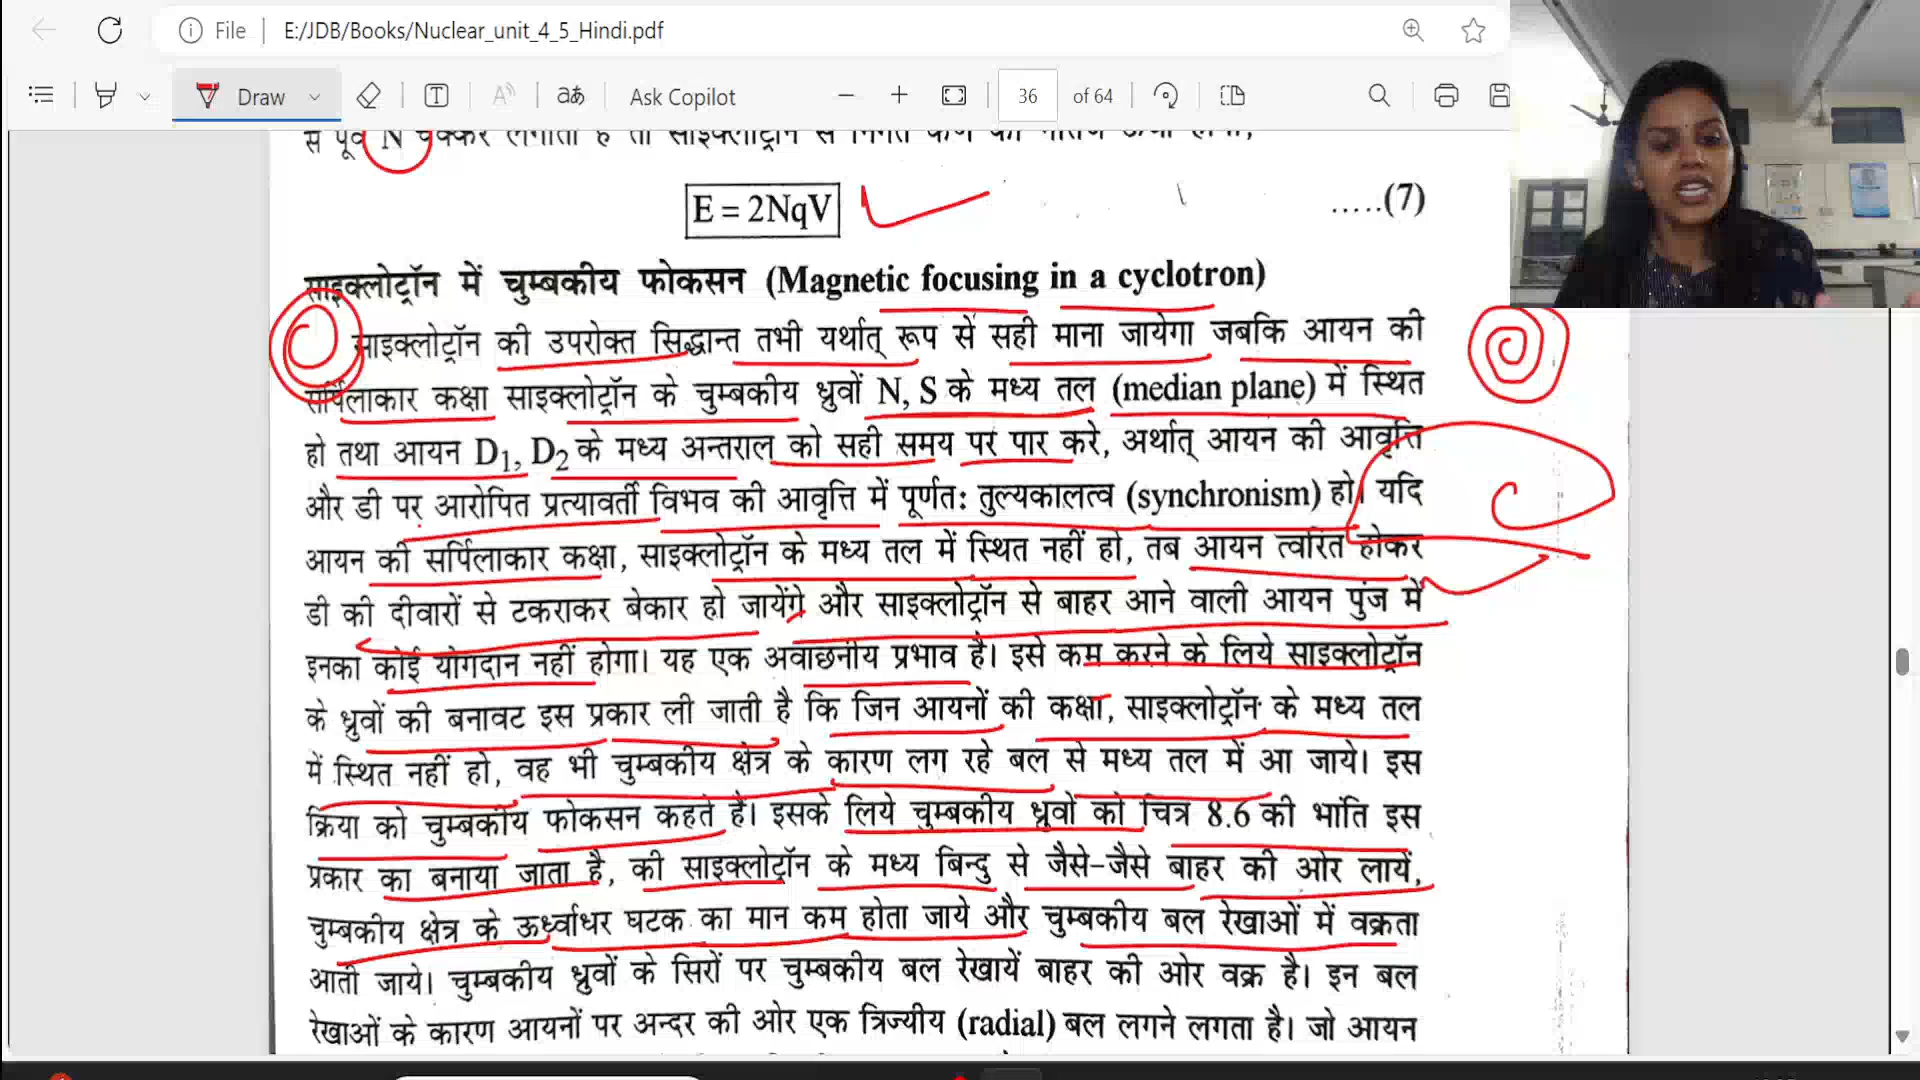 File E:/JDB/Books/Nuclear_unit_4_5_Hindi.pdf
Draw Ask Copilot 36 of 64
से पूर्व N चक्कर लगाता है तो साइक्लोट्रॉन से निर्गत कण की
E = 2NqV .....(7)
साइक्लोट्रॉन में चुम्बकीय फोकसन (Magnetic focusing in a cyclotron)
साइक्लोट्रॉन की उपरोक्त सिद्धान्त तभी यर्थात् रूप से सही माना जायेगा जबकि आयन की
सर्पिलाकार कक्षा साइक्लोट्रॉन के चुम्बकीय ध्रुवों N, S के मध्य तल (median plane) में स्थित
हो तथा आयन D1, D2 के मध्य अन्तराल को सही समय पर पार करे, अर्थात् आयन की आवृत्ति
और डी पर आरोपित प्रत्यावर्ती विभव की आवृत्ति में पूर्णत: तुल्यकालत्व (synchronism) हो। यदि
आयन की सर्पिलाकार कक्षा, साइक्लोट्रॉन के मध्य तल में स्थित नहीं हो, तब आयन त्वरित होकर
डी की दीवारों से टकराकर बेकार हो जायेंगे और साइक्लोट्रॉन से बाहर आने वाली आयन पुंज में
इनका कोई योगदान नहीं होगा। यह एक अवांछनीय प्रभाव है। इसे कम करने के लिये साइक्लोट्रॉन
के ध्रुवों की बनावट इस प्रकार ली जाती है कि जिन आयनों की कक्षा, साइक्लोट्रॉन के मध्य तल
में स्थित नहीं हो, वह भी चुम्बकीय क्षेत्र के कारण लग रहे बल से मध्य तल में आ जाये। इस
क्रिया को चुम्बकीय फोकसन कहते है। इसके लिये चुम्बकीय ध्रुवों को चित्र 8.6 की भांति इस
प्रकार का बनाया जाता है, की साइक्लोट्रॉन के मध्य बिन्दु से जैसे-जैसे बाहर की ओर लायें,
चुम्बकीय क्षेत्र के ऊर्ध्वाधर घटक का मान कम होता जाये और चुम्बकीय बल रेखाओं में वक्रता
आती जाये। चुम्बकीय ध्रुवों के सिरों पर चुम्बकीय बल रेखायें बाहर की ओर वक्र है। इन बल
रेखाओं के कारण आयनों पर अन्दर की ओर एक त्रिज्यीय (radial) बल लगने लगता है। जो आयन